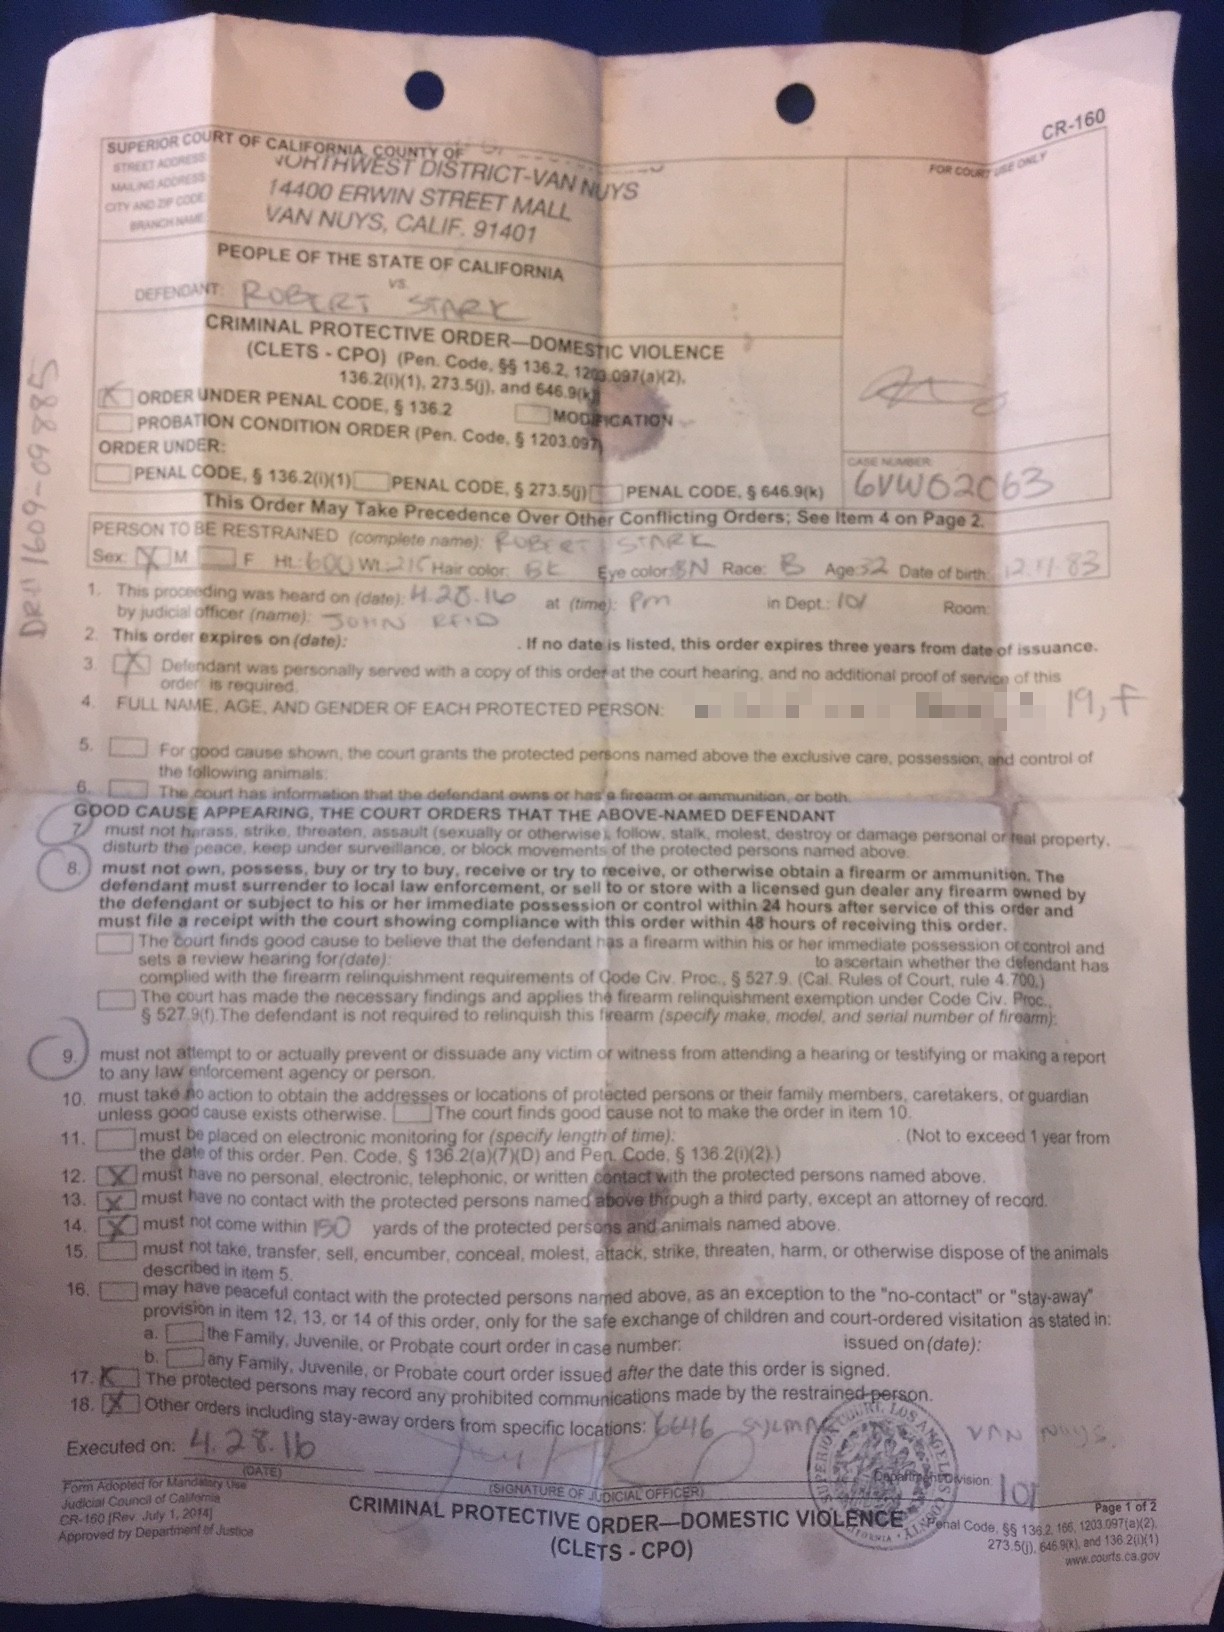 CR-160
SUPERIOR COURT OF CALIFORNIA, COUNTY OF
STREET ADDRESS:
MAILING ADDRESS:
CITY AND ZIP CODE:
BRANCH NAME:
NORTHWEST DISTRICT-VAN NUYS
14400 ERWIN STREET MALL
VAN NUYS, CALIF. 91401
FOR COURT USE ONLY
PEOPLE OF THE STATE OF CALIFORNIA
vs.
DEFENDANT: ROBERT STARK
CRIMINAL PROTECTIVE ORDER—DOMESTIC VIOLENCE
(CLETS - CPO) (Pen. Code, §§ 136.2, 1203.097(a)(2),
136.2(i)(1), 273.5(j), and 646.9(k))
X ORDER UNDER PENAL CODE, § 136.2 MODIFICATION
PROBATION CONDITION ORDER (Pen. Code, § 1203.097)
ORDER UNDER:
PENAL CODE, § 136.2(i)(1) PENAL CODE, § 273.5(j) PENAL CODE, § 646.9(k)
CASE NUMBER:
6VW02063
DR# 1609-09885
This Order May Take Precedence Over Other Conflicting Orders; See Item 4 on Page 2.
PERSON TO BE RESTRAINED (complete name): ROBERT STARK
Sex: X M F Ht.: 600 Wt.: 215 Hair color: BK Eye color: BN Race: B Age: 32 Date of birth:
1. This proceeding was heard on (date): 4.28.16 at (time): pm in Dept.: 101 Room:
by judicial officer (name): JOHN REID
2. This order expires on (date): . If no date is listed, this order expires three years from date of issuance.
3. X Defendant was personally served with a copy of this order at the court hearing, and no additional proof of service of this
order is required.
4. FULL NAME, AGE, AND GENDER OF EACH PROTECTED PERSON: 19, F
5. For good cause shown, the court grants the protected persons named above the exclusive care, possession, and control of
the following animals:
6. The court has information that the defendant owns or has a firearm or ammunition, or both.
GOOD CAUSE APPEARING, THE COURT ORDERS THAT THE ABOVE-NAMED DEFENDANT
7. must not harass, strike, threaten, assault (sexually or otherwise), follow, stalk, molest, destroy or damage personal or real property,
disturb the peace, keep under surveillance, or block movements of the protected persons named above.
8. must not own, possess, buy or try to buy, receive or try to receive, or otherwise obtain a firearm or ammunition. The
defendant must surrender to local law enforcement, or sell to or store with a licensed gun dealer any firearm owned by
the defendant or subject to his or her immediate possession or control within 24 hours after service of this order and
must file a receipt with the court showing compliance with this order within 48 hours of receiving this order.
The court finds good cause to believe that the defendant has a firearm within his or her immediate possession or control and
sets a review hearing for (date): to ascertain whether the defendant has
complied with the firearm relinquishment requirements of Code Civ. Proc., § 527.9. (Cal. Rules of Court, rule 4.700.)
The court has made the necessary findings and applies the firearm relinquishment exemption under Code Civ. Proc.,
§ 527.9(f). The defendant is not required to relinquish this firearm (specify make, model, and serial number of firearm):
9. must not attempt to or actually prevent or dissuade any victim or witness from attending a hearing or testifying or making a report
to any law enforcement agency or person.
10. must take no action to obtain the addresses or locations of protected persons or their family members, caretakers, or guardian
unless good cause exists otherwise. The court finds good cause not to make the order in item 10.
11. must be placed on electronic monitoring for (specify length of time): . (Not to exceed 1 year from
the date of this order. Pen. Code, § 136.2(a)(7)(D) and Pen. Code, § 136.2(i)(2).)
12. X must have no personal, electronic, telephonic, or written contact with the protected persons named above.
13. X must have no contact with the protected persons named above through a third party, except an attorney of record.
14. X must not come within 150 yards of the protected persons and animals named above.
15. must not take, transfer, sell, encumber, conceal, molest, attack, strike, threaten, harm, or otherwise dispose of the animals
described in item 5.
16. may have peaceful contact with the protected persons named above, as an exception to the "no-contact" or "stay-away"
provision in item 12, 13, or 14 of this order, only for the safe exchange of children and court-ordered visitation as stated in:
a. the Family, Juvenile, or Probate court order in case number: issued on (date):
b. any Family, Juvenile, or Probate court order issued after the date this order is signed.
17. X The protected persons may record any prohibited communications made by the restrained person.
18. X Other orders including stay-away orders from specific locations: 6646 SYLMAR VAN NUYS.
Executed on: 4.28.16
(DATE) (SIGNATURE OF JUDICIAL OFFICER) Department/Division: 101
SUPERIOR COURT, LOS ANGELES COUNTY CALIFORNIA
Form Adopted for Mandatory Use
Judicial Council of California
CR-160 [Rev. July 1, 2014]
Approved by Department of Justice
CRIMINAL PROTECTIVE ORDER—DOMESTIC VIOLENCE
(CLETS - CPO)
Page 1 of 2
Penal Code, §§ 136.2, 166, 1203.097(a)(2),
273.5(j), 646.9(k), and 136.2(i)(1)
www.courts.ca.gov